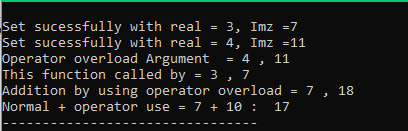 Set sucessfully with real = 3, Imz =7
Set sucessfully with real = 4, Imz =11
Operator overload Argument  = 4 , 11
This function called by = 3 , 7
Addition by using operator overload = 7 , 18
Normal + operator use = 7 + 10 :  17
--------------------------------